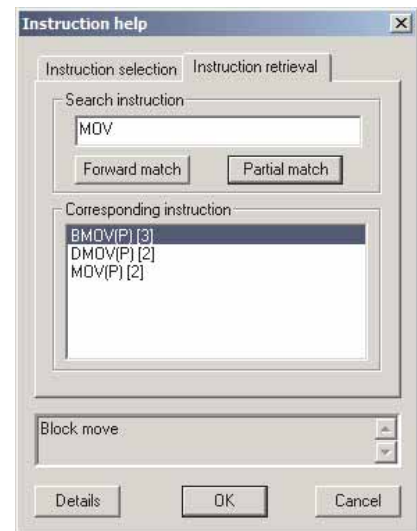 Instruction help
Instruction selection Instruction retrieval
Search instruction
MOV
Forward match Partial match
Corresponding instruction
BMOV(P) [3]
DMOV(P) [2]
MOV(P) [2]
Block move
Details OK Cancel